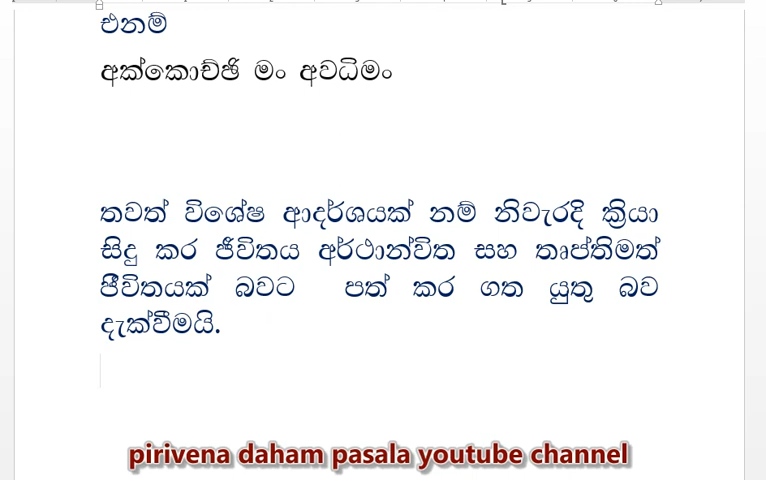 එනම්
අක්කොච්ඡි මං අවධිමං
තවත් විශේෂ ආදර්ශයක් නම් නිවැරදි ක්‍රියා
සිදු කර ජීවිතය අර්ථාන්විත සහ තෘප්තිමත්
ජීවිතයක් බවට පත් කර ගත යුතු බව
දැක්වීමයි.
pirivena daham pasala youtube channel